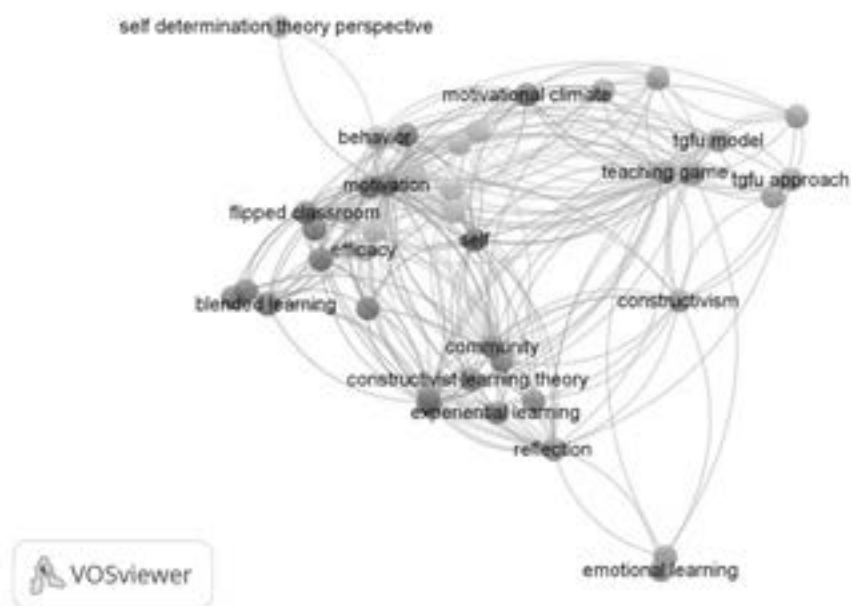 self determination theory perspective
motivational climate
behavior
tgfu model
teaching game
tgfu approach
motivation
flipped classroom
efficacy
self
blended learning
constructivism
community
constructivist learning theory
experiential learning
reflection
emotional learning
VOSviewer